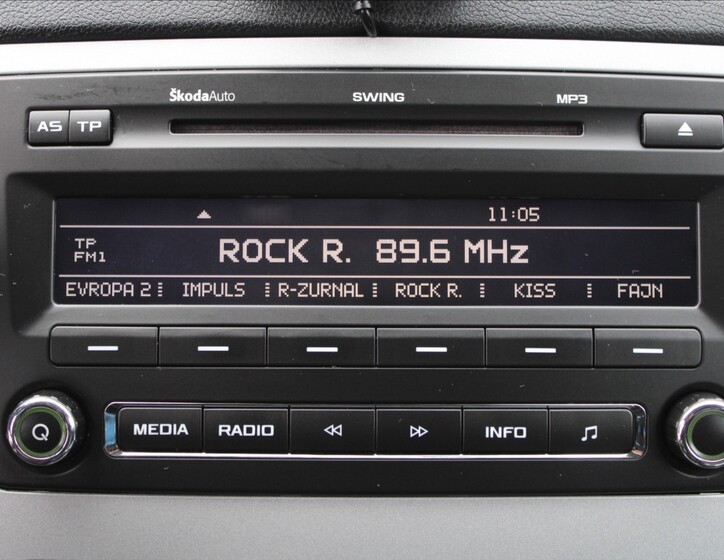 ŠkodaAuto SWING MP3
AS TP
11:05
TP
FM1
ROCK R. 89.6 MHz
EVROPA 2 IMPULS R-ZURNAL ROCK R. KISS FAJN
MEDIA RADIO INFO